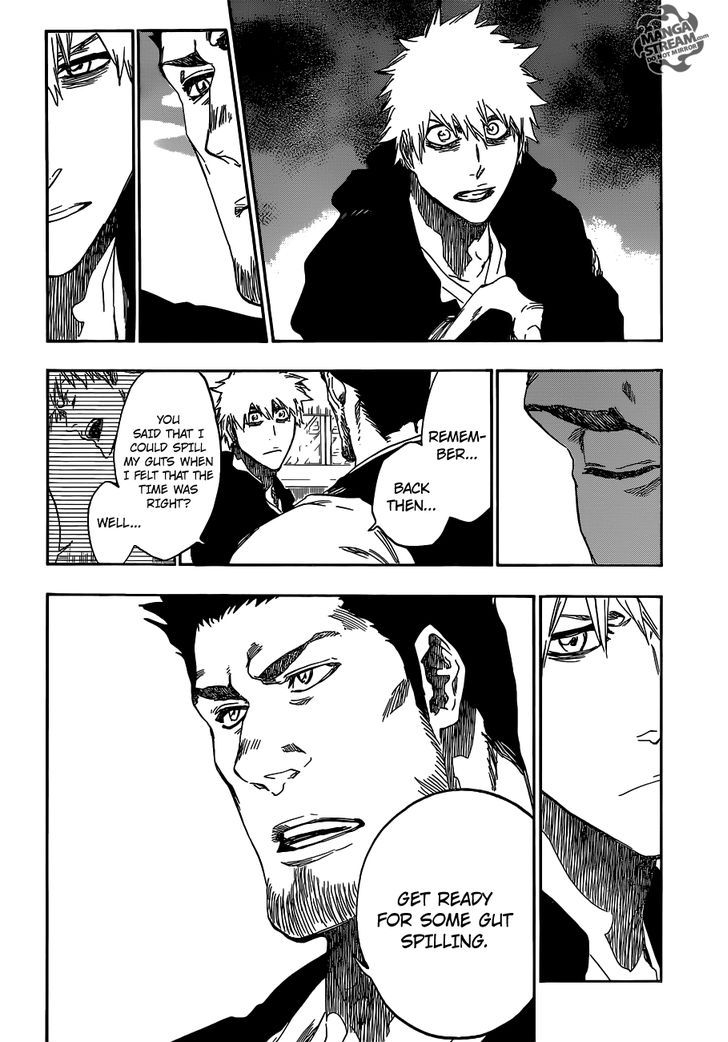 MANGA
STREAM.com
DO NOT MIRROR
REMEM-
BER...
BACK
THEN...
YOU
SAID THAT I
COULD SPILL
MY GUTS WHEN
I FELT THAT THE
TIME WAS
RIGHT?
WELL...
GET READY
FOR SOME GUT
SPILLING.